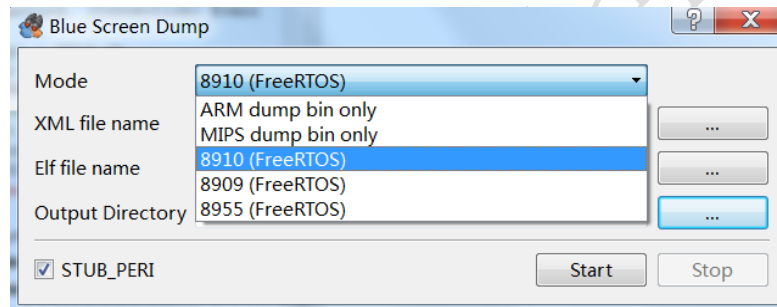 Blue Screen Dump
Mode 8910 (FreeRTOS)
ARM dump bin only
XML file name ...
MIPS dump bin only
8910 (FreeRTOS)
Elf file name ...
8909 (FreeRTOS)
Output Directory 8955 (FreeRTOS) ...
STUB_PERI Start Stop